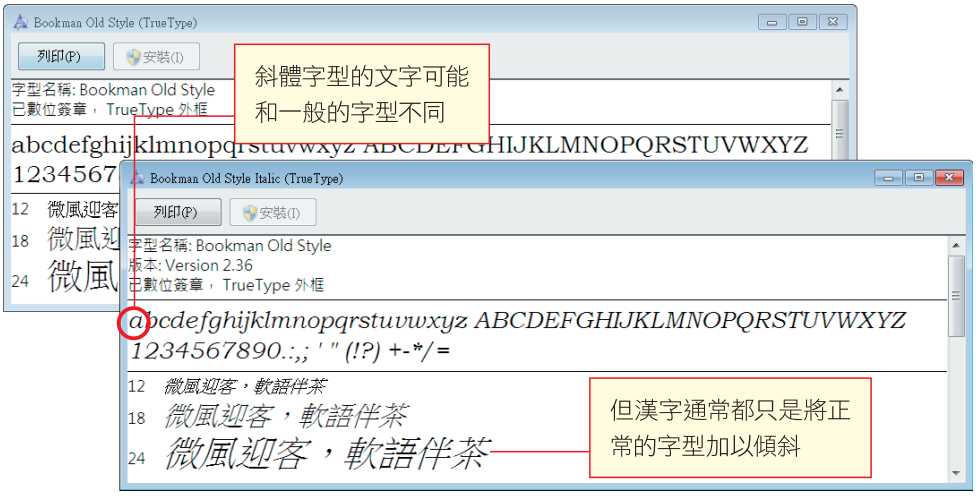 Bookman Old Style (TrueType)
列印(P) 安裝(I)
斜體字型的文字可能
和一般的字型不同
字型名稱: Bookman Old Style
已數位簽章， TrueType 外框
abcdefghijklmnopqrstuvwxyz ABCDEFGHIJKLMNOPQRSTUVWXYZ
1234567
12 微風迎客
18 微風迎
24 微風
Bookman Old Style Italic (TrueType)
列印(P) 安裝(I)
字型名稱: Bookman Old Style
版本: Version 2.36
已數位簽章， TrueType 外框
abcdefghijklmnopqrstuvwxyz ABCDEFGHIJKLMNOPQRSTUVWXYZ
1234567890.:,; ' " (!?) +-*/=
12 微風迎客，軟語伴茶
18 微風迎客，軟語伴茶
24 微風迎客，軟語伴茶
但漢字通常都只是將正
常的字型加以傾斜